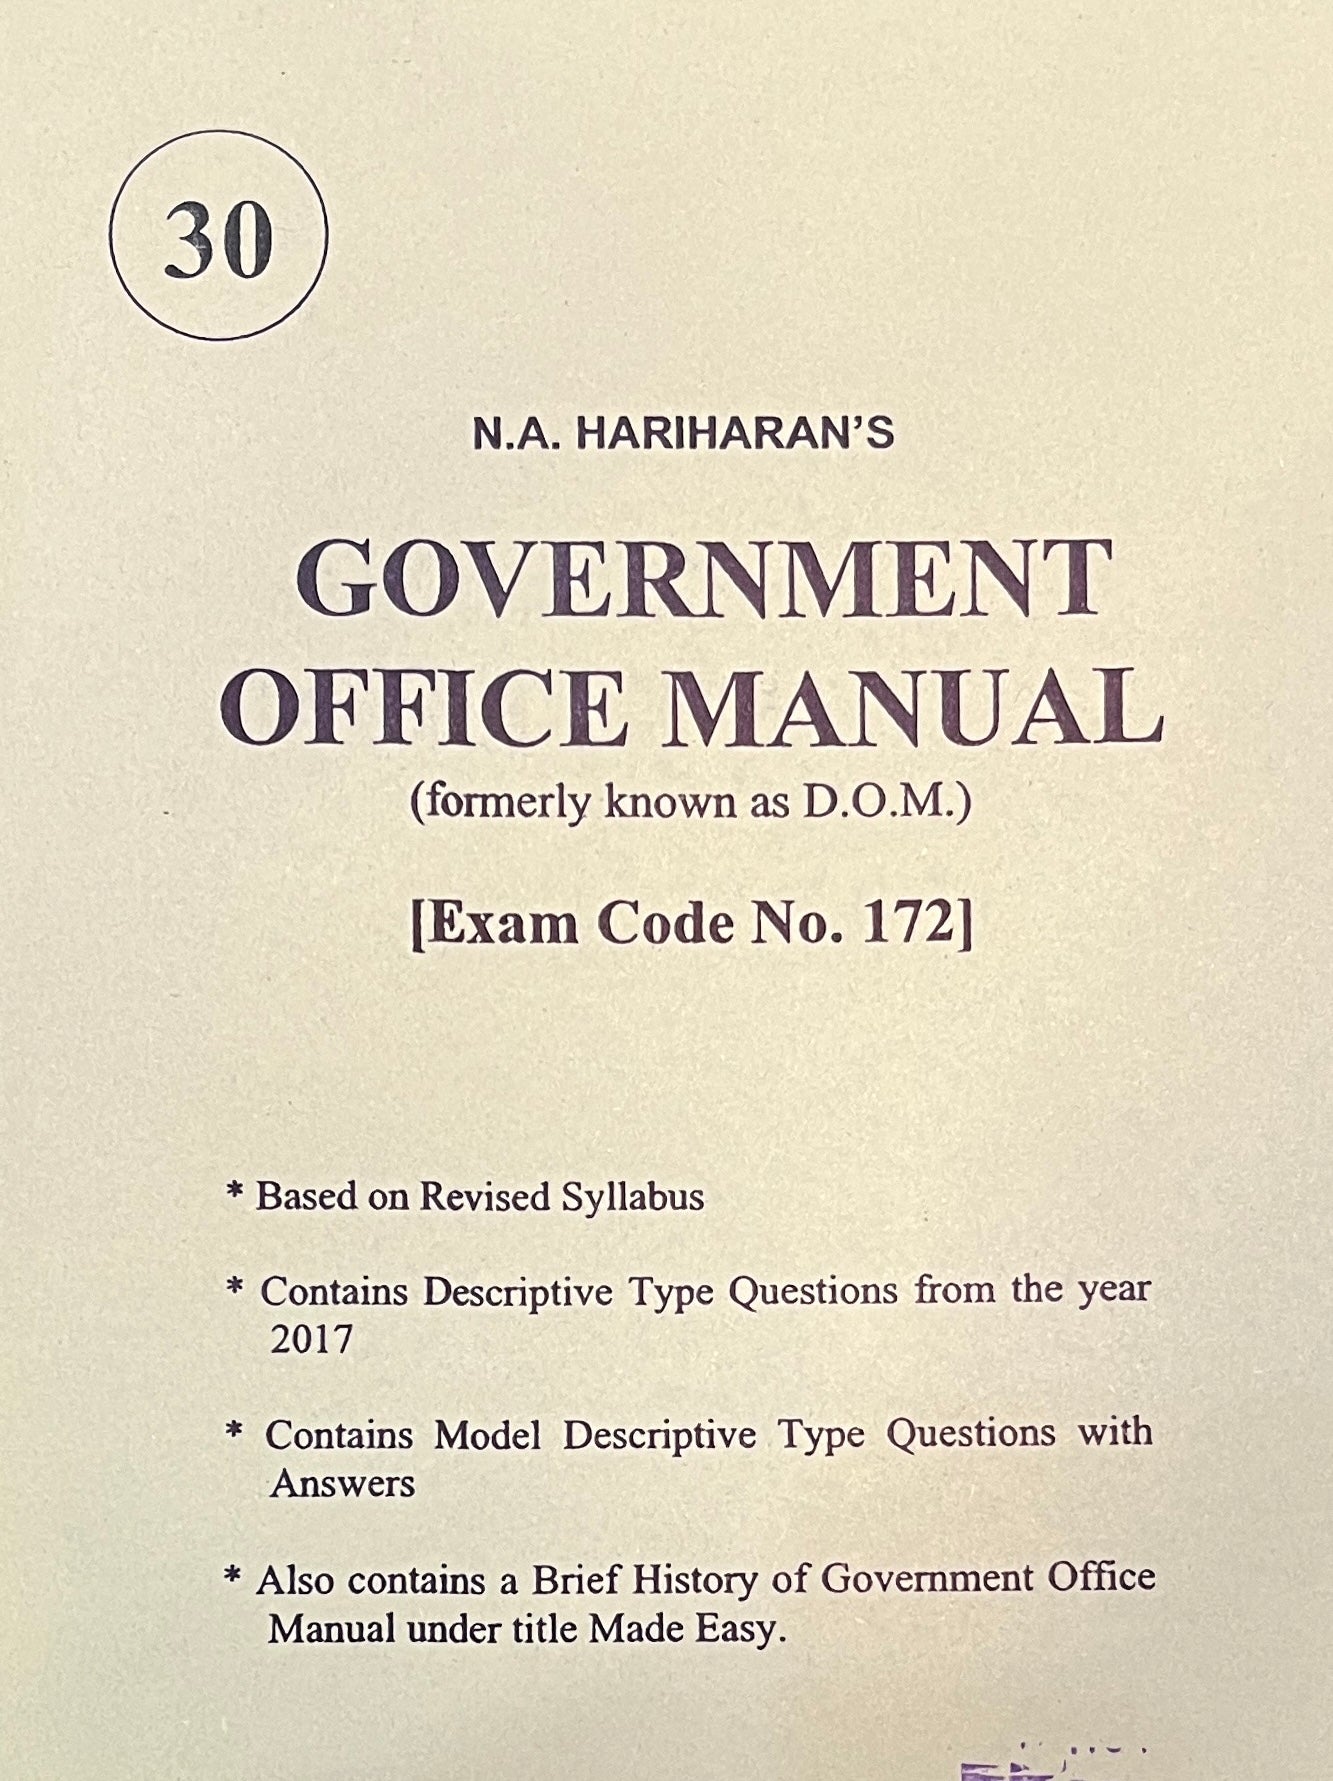 30
N.A. HARIHARAN'S
GOVERNMENT
OFFICE MANUAL
(formerly known as D.O.M.)
[Exam Code No. 172]
* Based on Revised Syllabus
* Contains Descriptive Type Questions from the year
2017
* Contains Model Descriptive Type Questions with
Answers
* Also contains a Brief History of Government Office
Manual under title Made Easy.